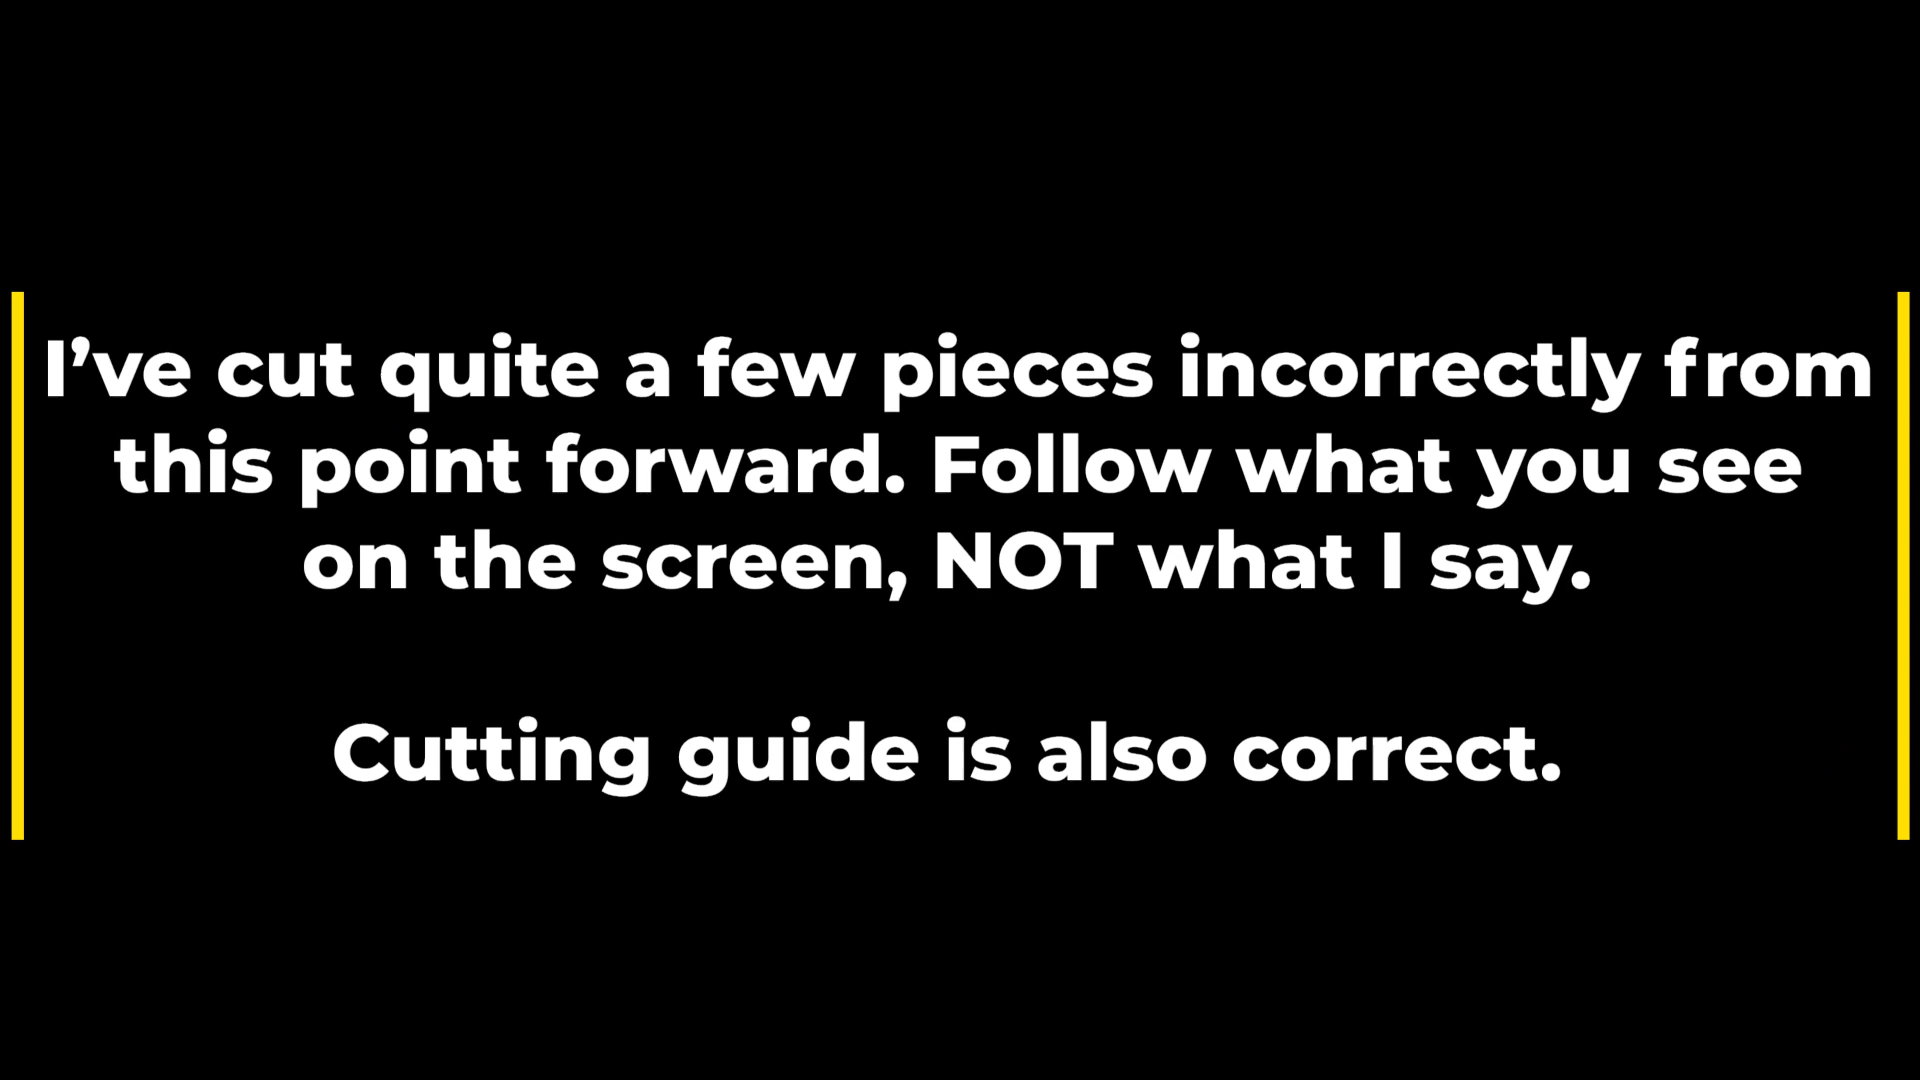 I’ve cut quite a few pieces incorrectly from
this point forward. Follow what you see
on the screen, NOT what I say.
Cutting guide is also correct.